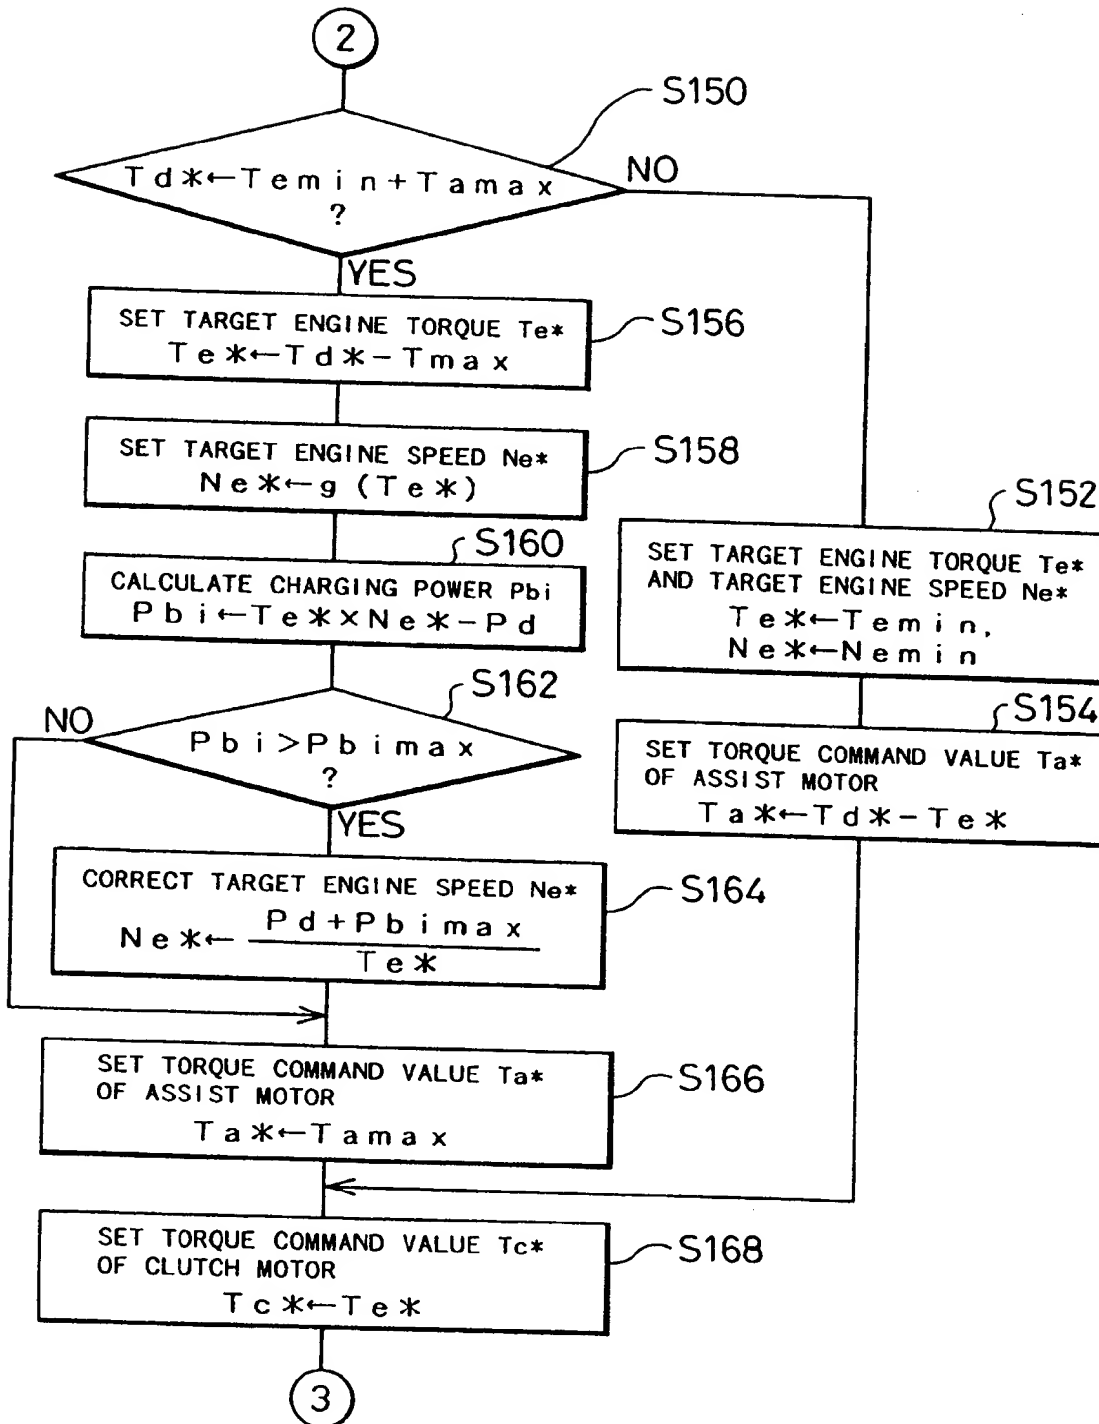 2
S150
Td*←Temin+Tamax
?
NO
YES
SET TARGET ENGINE TORQUE Te*
Te*←Td*-Tmax
S156
SET TARGET ENGINE SPEED Ne*
Ne*←g(Te*)
S158
S160
CALCULATE CHARGING POWER Pbi
Pbi←Te*×Ne*-Pd
S152
SET TARGET ENGINE TORQUE Te*
AND TARGET ENGINE SPEED Ne*
Te*←Temin,
Ne*←Nemin
S162
NO
Pbi>Pbimax
?
YES
S154
SET TORQUE COMMAND VALUE Ta*
OF ASSIST MOTOR
Ta*←Td*-Te*
CORRECT TARGET ENGINE SPEED Ne*
Pd+Pbimax
Ne*←
Te*
S164
SET TORQUE COMMAND VALUE Ta*
OF ASSIST MOTOR
Ta*←Tamax
S166
SET TORQUE COMMAND VALUE Tc*
OF CLUTCH MOTOR
Tc*←Te*
S168
3